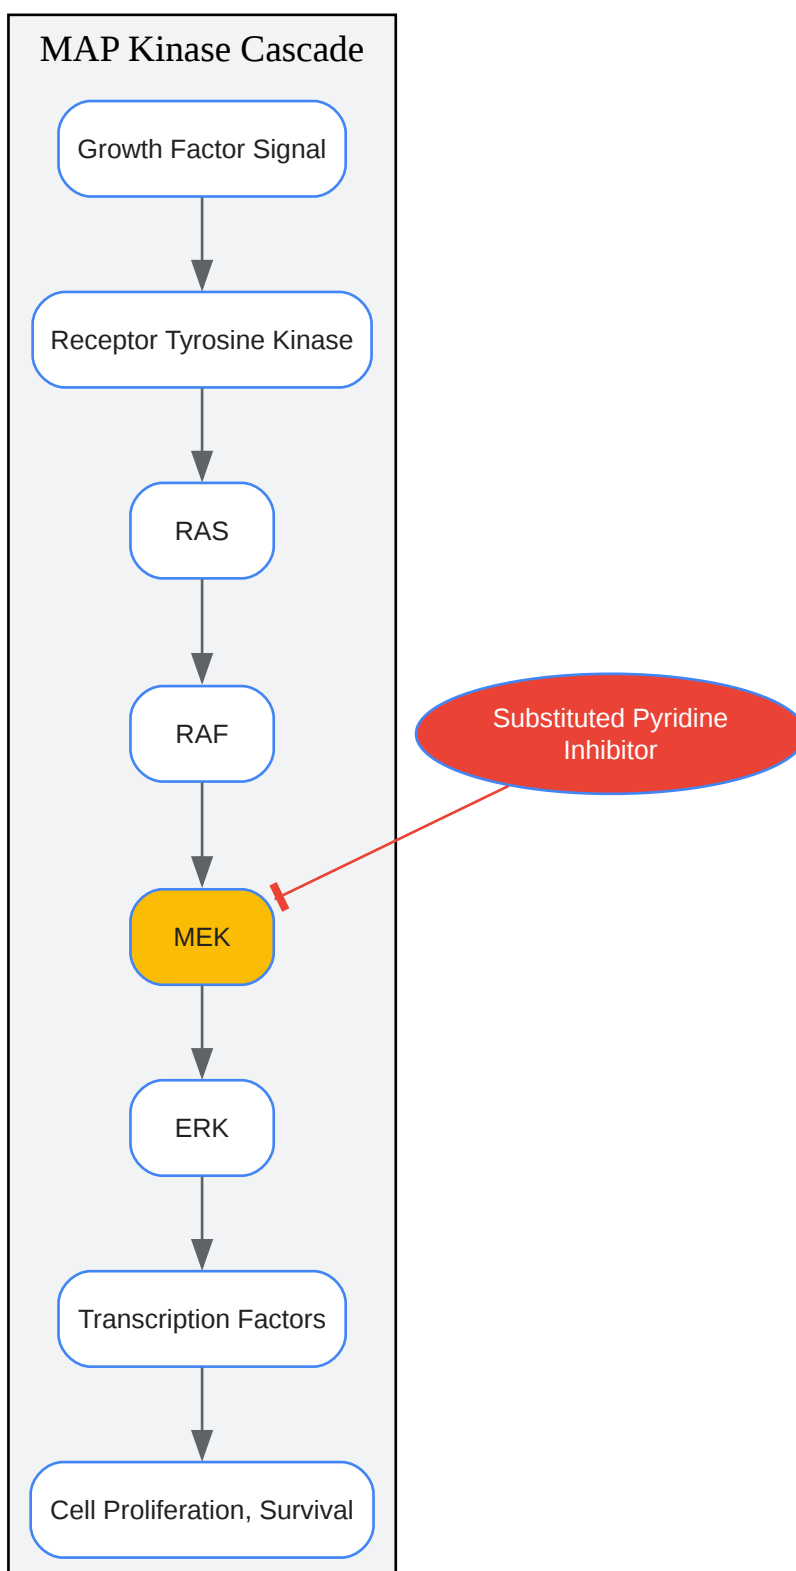 MAP Kinase Cascade
Growth Factor Signal
Receptor Tyrosine Kinase
RAS
RAF
Substituted Pyridine
Inhibitor
MEK
ERK
Transcription Factors
Cell Proliferation, Survival